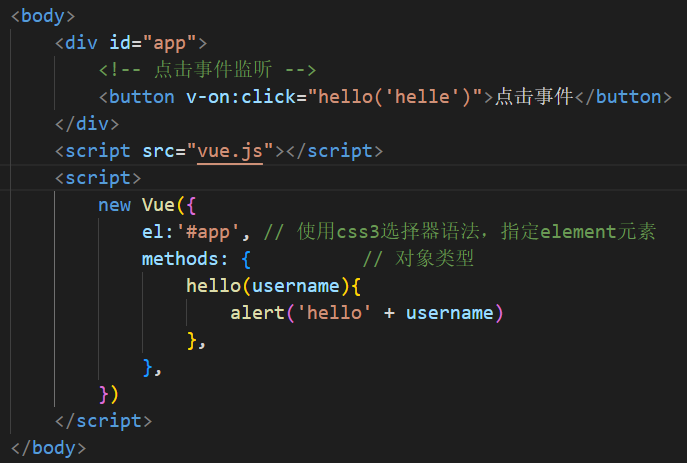 <body>
<div id="app">
<!-- 点击事件监听 -->
<button v-on:click="hello('helle')">点击事件</button>
</div>
<script src="vue.js"></script>
<script>
new Vue({
el:'#app', // 使用css3选择器语法，指定element元素
methods: { // 对象类型
hello(username){
alert('hello' + username)
},
},
})
</script>
</body>